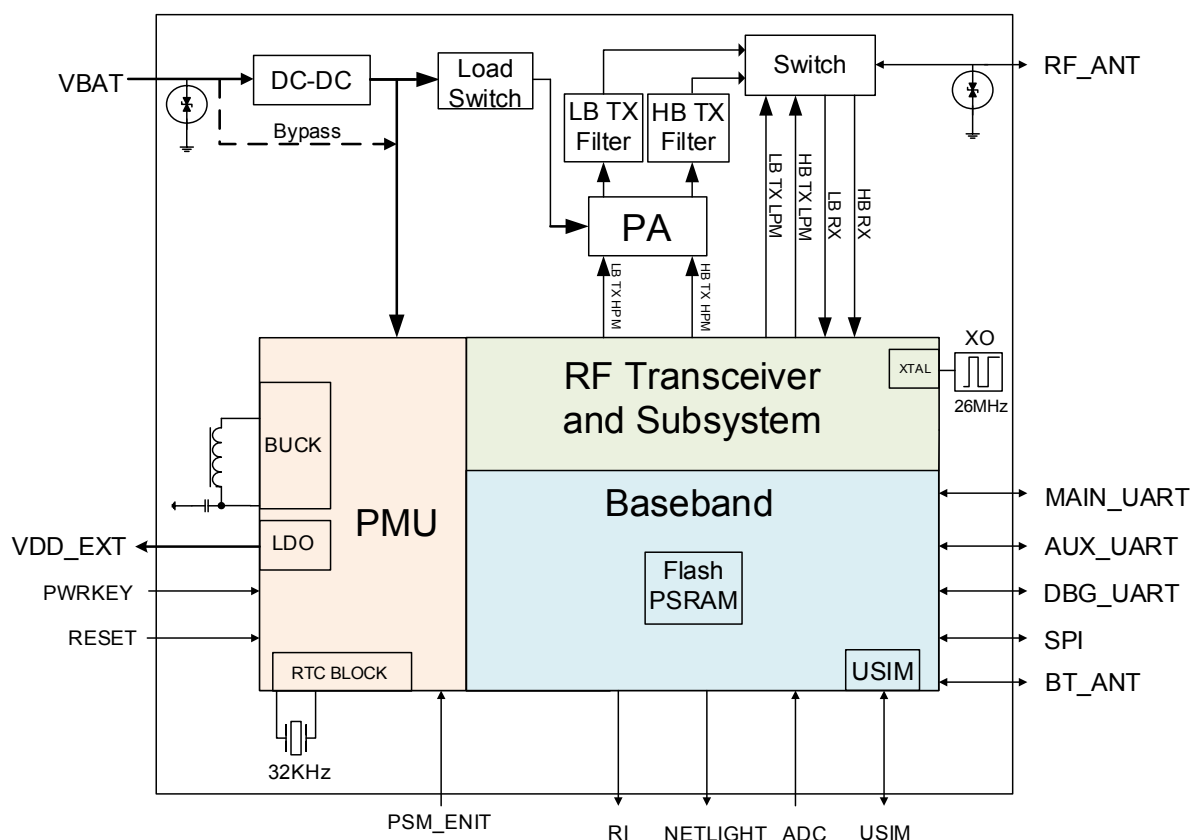 VBAT
DC-DC
Bypass
Load
Switch
LB TX
Filter
HB TX
Filter
Switch
RF_ANT
PA
LB TX HPM
HB TX HPM
LB TX LPM
HB TX LPM
LB RX
HB RX
RF Transceiver
and Subsystem
XTAL
XO
26MHz
BUCK
PMU
LDO
VDD_EXT
PWRKEY
RESET
RTC BLOCK
32KHz
Baseband
Flash
PSRAM
USIM
MAIN_UART
AUX_UART
DBG_UART
SPI
BT_ANT
PSM_ENIT
RI
NETLIGHT
ADC
USIM